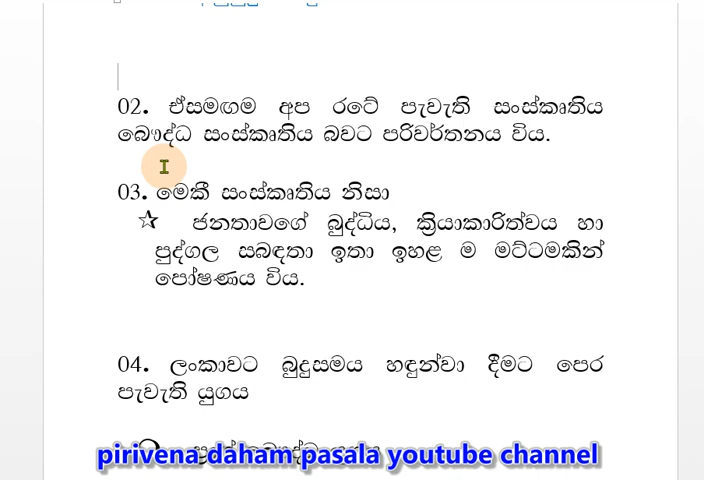 02. ඒසමඟම අප රටේ පැවැති සංස්කෘතිය
බෞද්ධ සංස්කෘතිය බවට පරිවර්තනය විය.
03. මෙකී සංස්කෘතිය නිසා
☆ ජනතාවගේ බුද්ධිය, ක්‍රියාකාරිත්වය හා
පුද්ගල සබඳතා ඉතා ඉහළ ම මට්ටමකින්
පෝෂණය විය.
04. ලංකාවට බුදුසමය හඳුන්වා දීමට පෙර
පැවැති යුගය
pirivena daham pasala youtube channel